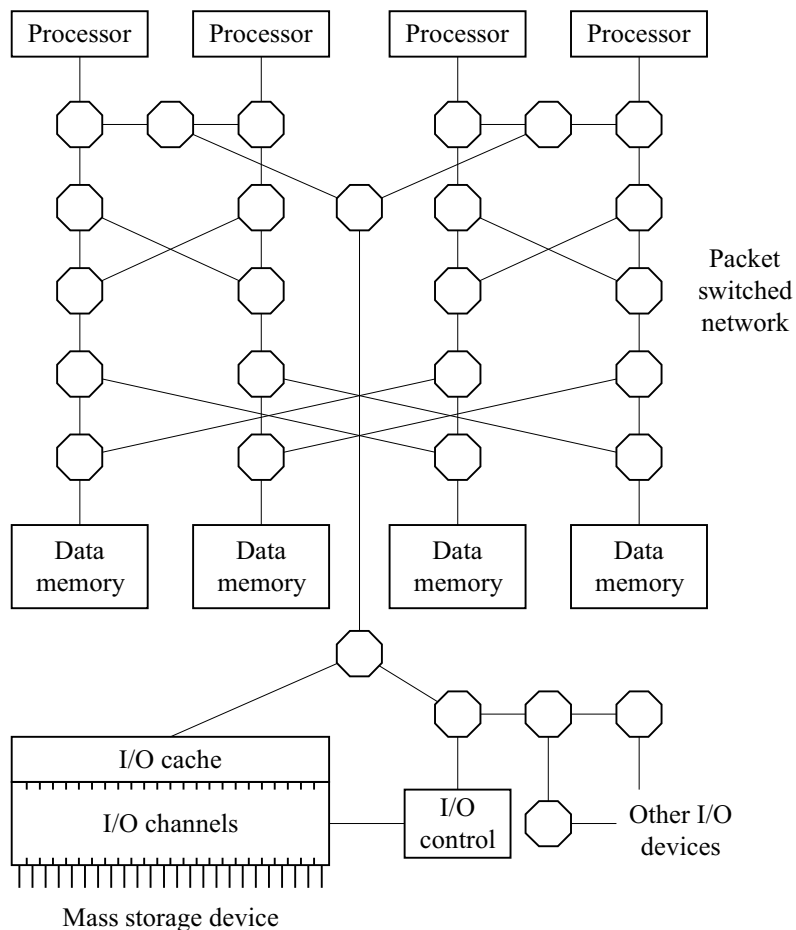 Processor
Processor
Processor
Processor
Packet
switched
network
Data
memory
Data
memory
Data
memory
Data
memory
I/O cache
I/O channels
I/O
control
Other I/O
devices
Mass storage device